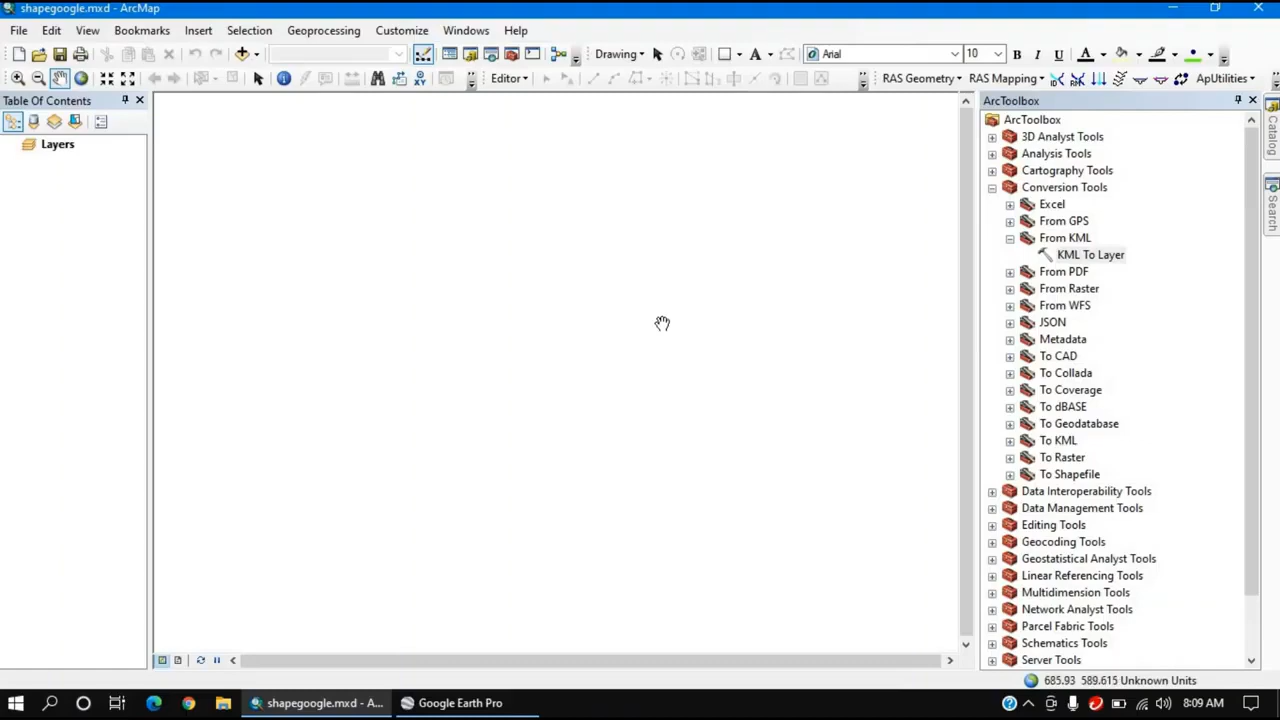 shapegoogle.mxd - ArcMap
File Edit View Bookmarks Insert Selection Geoprocessing Customize Windows Help
Drawing Arial 10 B I U A
Editor RAS Geometry RAS Mapping ApUtilities
Table Of Contents
Layers
ArcToolbox
ArcToolbox
3D Analyst Tools
Analysis Tools
Cartography Tools
Conversion Tools
Excel
From GPS
From KML
KML To Layer
From PDF
From Raster
From WFS
JSON
Metadata
To CAD
To Collada
To Coverage
To dBASE
To Geodatabase
To KML
To Raster
To Shapefile
Data Interoperability Tools
Data Management Tools
Editing Tools
Geocoding Tools
Geostatistical Analyst Tools
Linear Referencing Tools
Multidimension Tools
Network Analyst Tools
Parcel Fabric Tools
Schematics Tools
Server Tools
Catalog
Search
685.93 589.615 Unknown Units
shapegoogle.mxd - A...
Google Earth Pro
8:09 AM